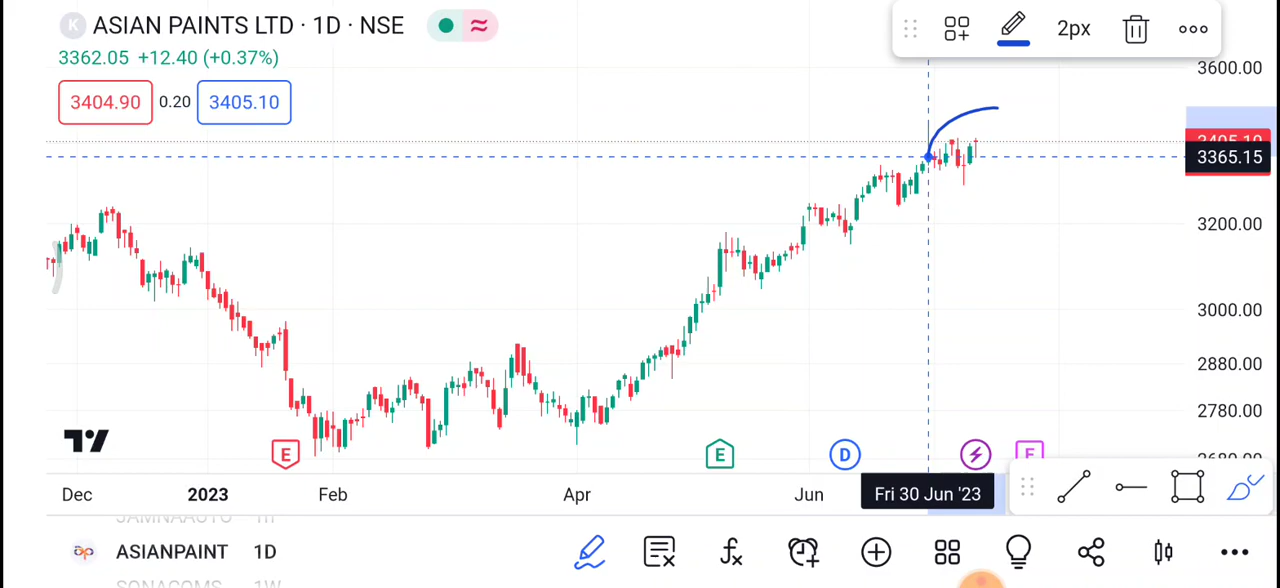 K ASIAN PAINTS LTD · 1D · NSE
2px
3362.05 +12.40 (+0.37%)
3404.90 0.20 3405.10
3600.00
3405.10
3365.15
3200.00
3000.00
2880.00
2780.00
2680.00
E E D E
Dec 2023 Feb Apr Jun Fri 30 Jun '23
JAMNAAUTO 1h
ASIANPAINT 1D
SONACOMS 1W